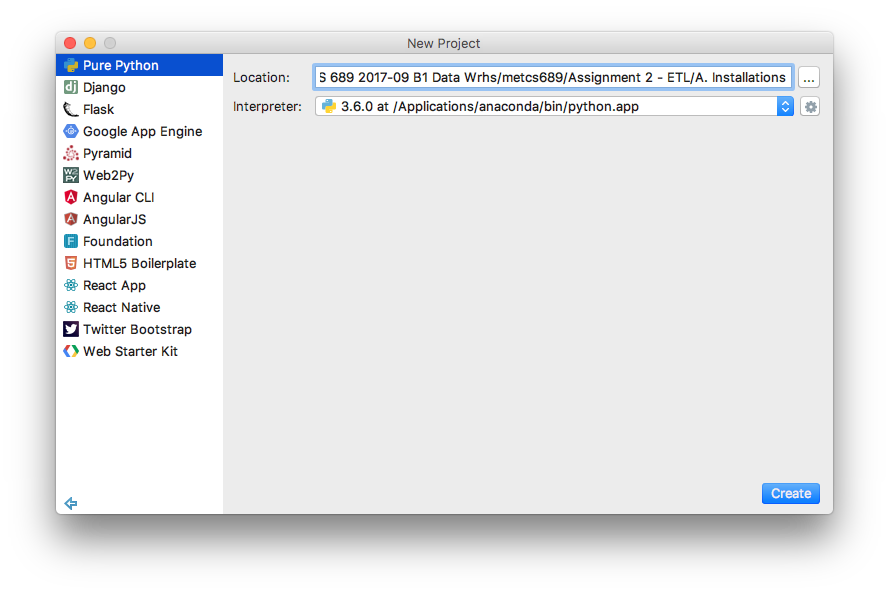 New Project
Pure Python
Django
Flask
Google App Engine
Pyramid
Web2Py
Angular CLI
AngularJS
Foundation
HTML5 Boilerplate
React App
React Native
Twitter Bootstrap
Web Starter Kit
Location: S 689 2017-09 B1 Data Wrhs/metcs689/Assignment 2 - ETL/A. Installations ...
Interpreter: 3.6.0 at /Applications/anaconda/bin/python.app
Create